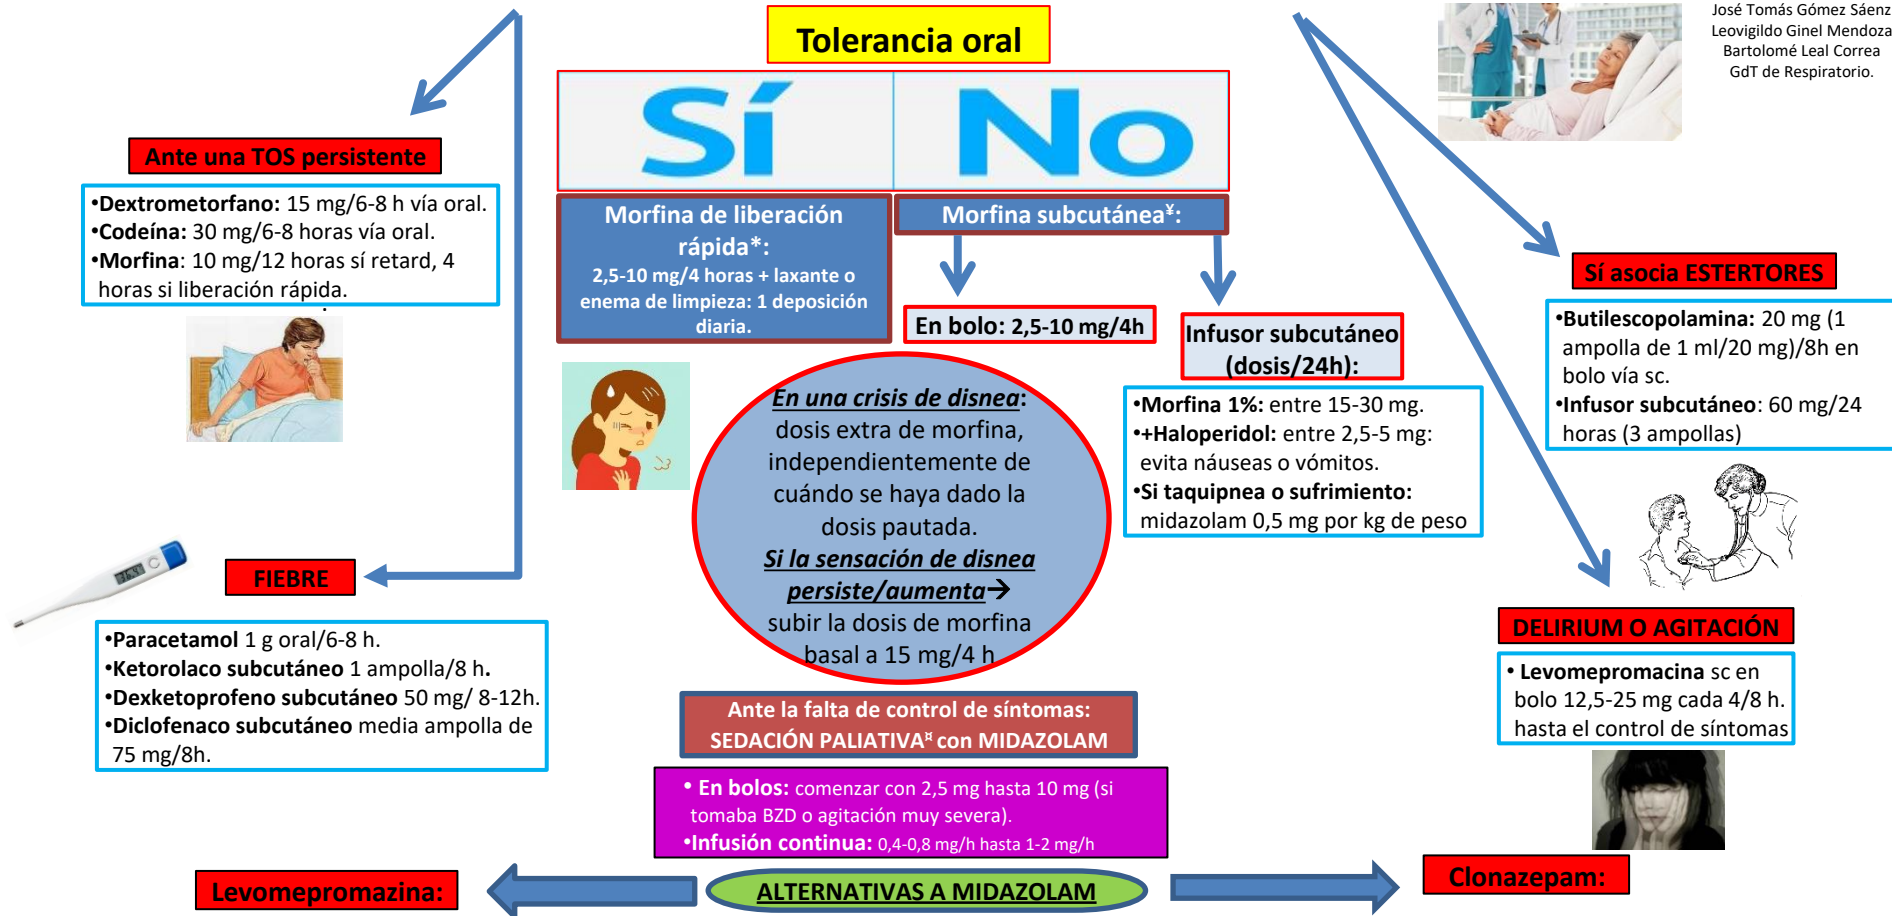 José Tomás Gómez Sáenz
Leovigildo Ginel Mendoza
Bartolomé Leal Correa
GdT de Respiratorio.
Tolerancia oral
Sí
No
Ante una TOS persistente
•Dextrometorfano: 15 mg/6-8 h vía oral.
•Codeína: 30 mg/6-8 horas vía oral.
•Morfina: 10 mg/12 horas sí retard, 4
horas si liberación rápida.
.
Morfina de liberación
rápida*:
2,5-10 mg/4 horas + laxante o
enema de limpieza: 1 deposición
diaria.
Morfina subcutánea¥:
En bolo: 2,5-10 mg/4h
Infusor subcutáneo
(dosis/24h):
•Morfina 1%: entre 15-30 mg.
•+Haloperidol: entre 2,5-5 mg:
evita náuseas o vómitos.
•Si taquipnea o sufrimiento:
midazolam 0,5 mg por kg de peso
Sí asocia ESTERTORES
•Butilescopolamina: 20 mg (1
ampolla de 1 ml/20 mg)/8h en
bolo vía sc.
•Infusor subcutáneo: 60 mg/24
horas (3 ampollas)
En una crisis de disnea:
dosis extra de morfina,
independientemente de
cuándo se haya dado la
dosis pautada.
Si la sensación de disnea
persiste/aumenta→
subir la dosis de morfina
basal a 15 mg/4 h
FIEBRE
•Paracetamol 1 g oral/6-8 h.
•Ketorolaco subcutáneo 1 ampolla/8 h.
•Dexketoprofeno subcutáneo 50 mg/ 8-12h.
•Diclofenaco subcutáneo media ampolla de
75 mg/8h.
DELIRIUM O AGITACIÓN
• Levomepromacina sc en
bolo 12,5-25 mg cada 4/8 h.
hasta el control de síntomas
Ante la falta de control de síntomas:
SEDACIÓN PALIATIVA¤ con MIDAZOLAM
• En bolos: comenzar con 2,5 mg hasta 10 mg (si
tomaba BZD o agitación muy severa).
•Infusión continua: 0,4-0,8 mg/h hasta 1-2 mg/h
Levomepromazina:
ALTERNATIVAS A MIDAZOLAM
Clonazepam: